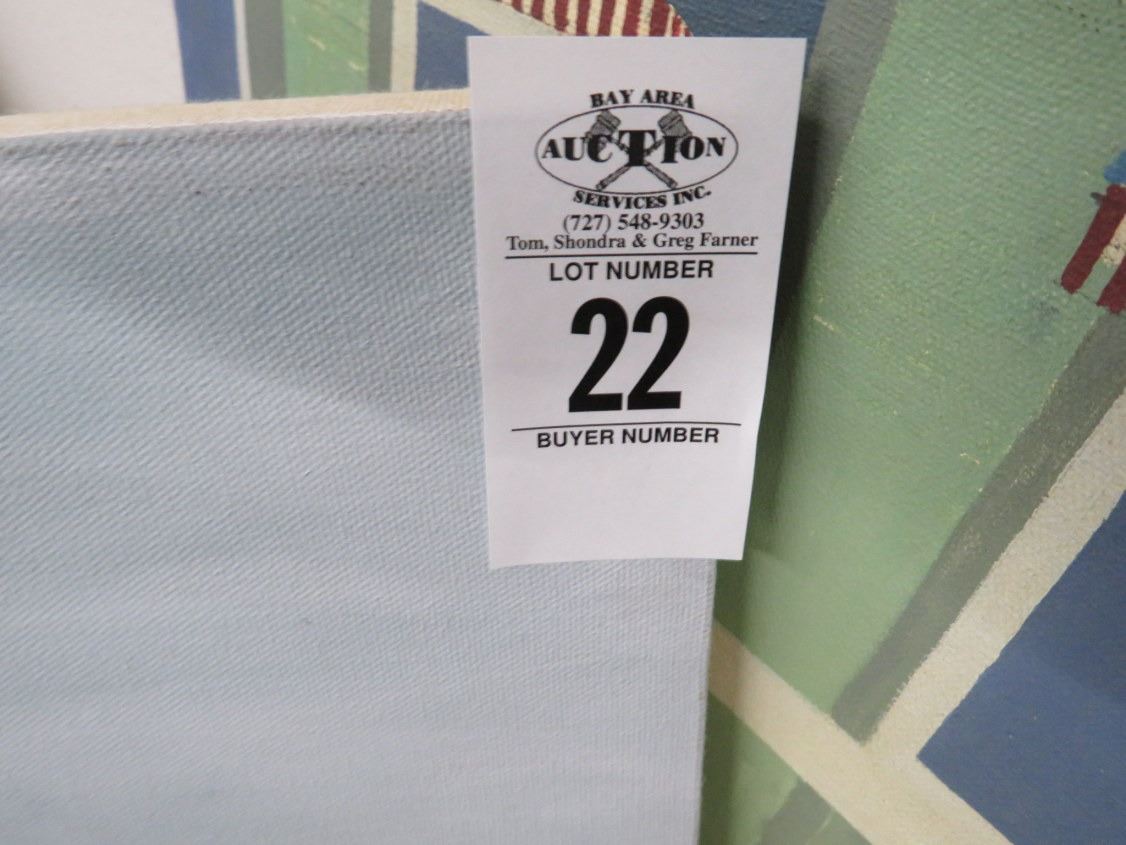 BAY AREA
AUCTION
SERVICES INC.
(727) 548-9303
Tom, Shondra & Greg Farner
LOT NUMBER
22
BUYER NUMBER